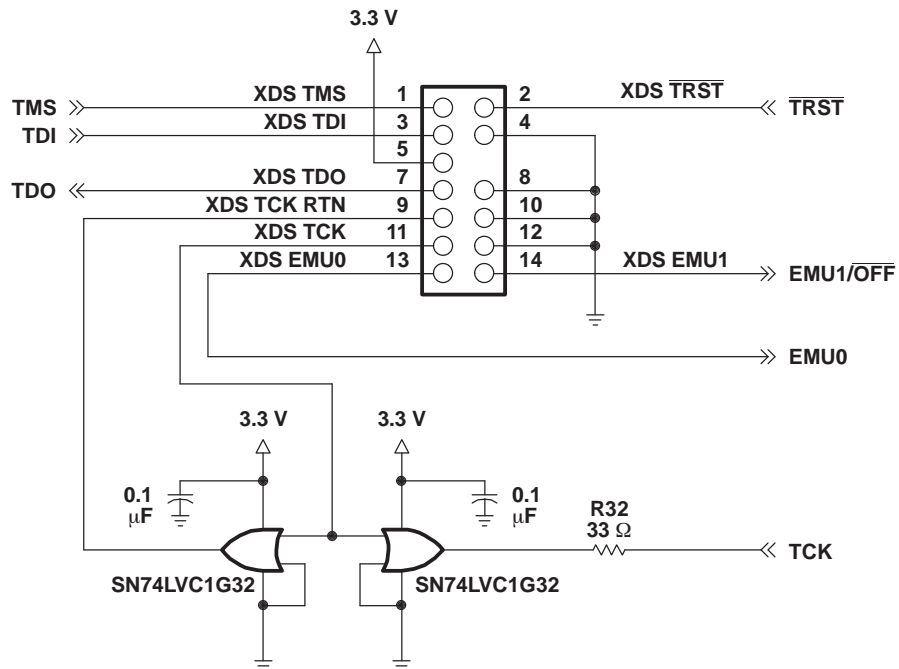 3.3 V
XDS TMS 1 2 XDS TRST
TMS TRST
XDS TDI 3 4
TDI
5
XDS TDO 7 8
TDO
XDS TCK RTN 9 10
XDS TCK 11 12
XDS EMU0 13 14 XDS EMU1
EMU1/OFF
EMU0
3.3 V 3.3 V
0.1 μF 0.1 μF
R32
33 Ω
TCK
SN74LVC1G32 SN74LVC1G32